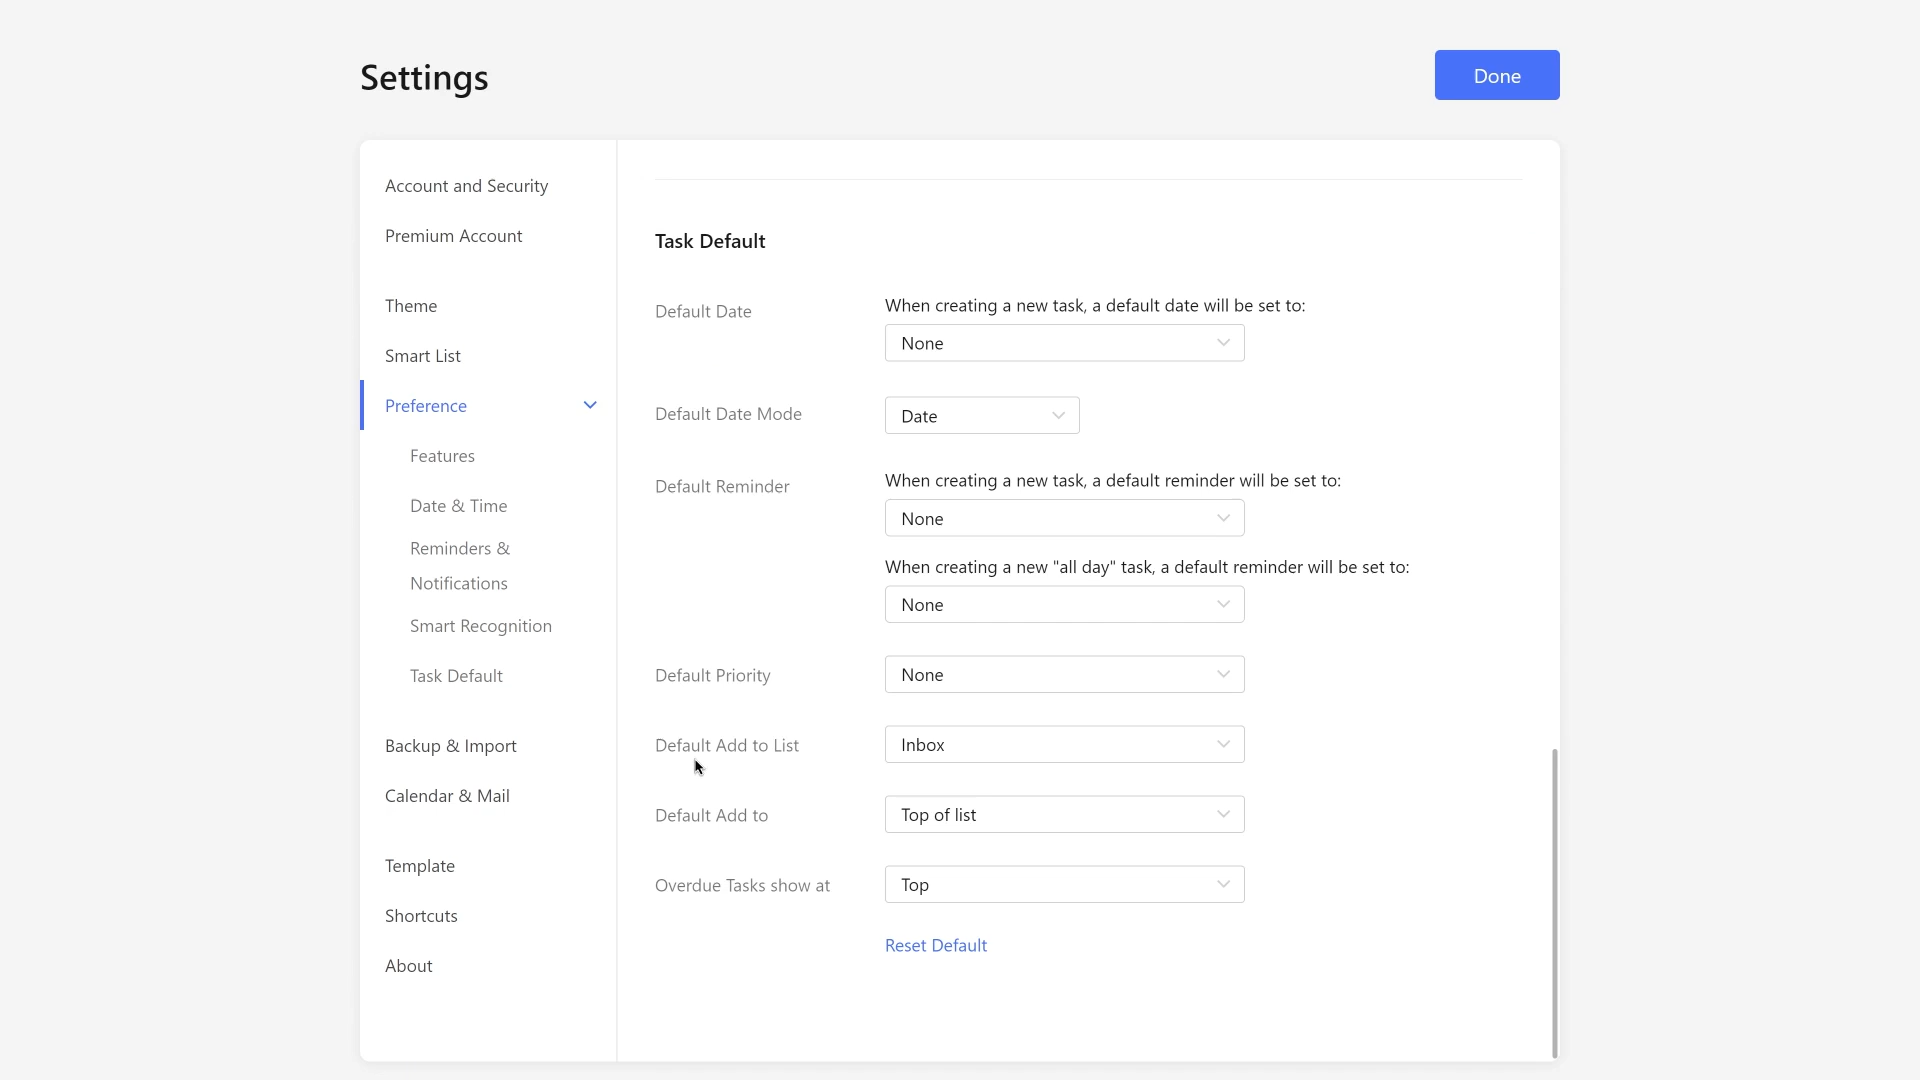 Settings
Done
Account and Security
Premium Account
Theme
Smart List
Preference
Features
Date & Time
Reminders &
Notifications
Smart Recognition
Task Default
Backup & Import
Calendar & Mail
Template
Shortcuts
About
Task Default
Default Date
When creating a new task, a default date will be set to:
None
Default Date Mode
Date
Default Reminder
When creating a new task, a default reminder will be set to:
None
When creating a new "all day" task, a default reminder will be set to:
None
Default Priority
None
Default Add to List
Inbox
Default Add to
Top of list
Overdue Tasks show at
Top
Reset Default